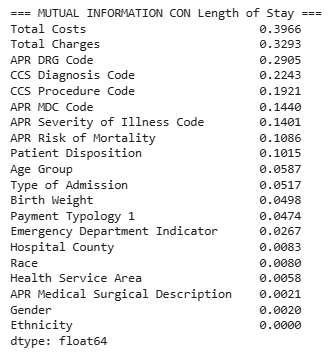 === MUTUAL INFORMATION CON Length of Stay ===
Total Costs 0.3966
Total Charges 0.3293
APR DRG Code 0.2905
CCS Diagnosis Code 0.2243
CCS Procedure Code 0.1921
APR MDC Code 0.1440
APR Severity of Illness Code 0.1401
APR Risk of Mortality 0.1086
Patient Disposition 0.1015
Age Group 0.0587
Type of Admission 0.0517
Birth Weight 0.0498
Payment Typology 1 0.0474
Emergency Department Indicator 0.0267
Hospital County 0.0083
Race 0.0080
Health Service Area 0.0058
APR Medical Surgical Description 0.0021
Gender 0.0020
Ethnicity 0.0000
dtype: float64